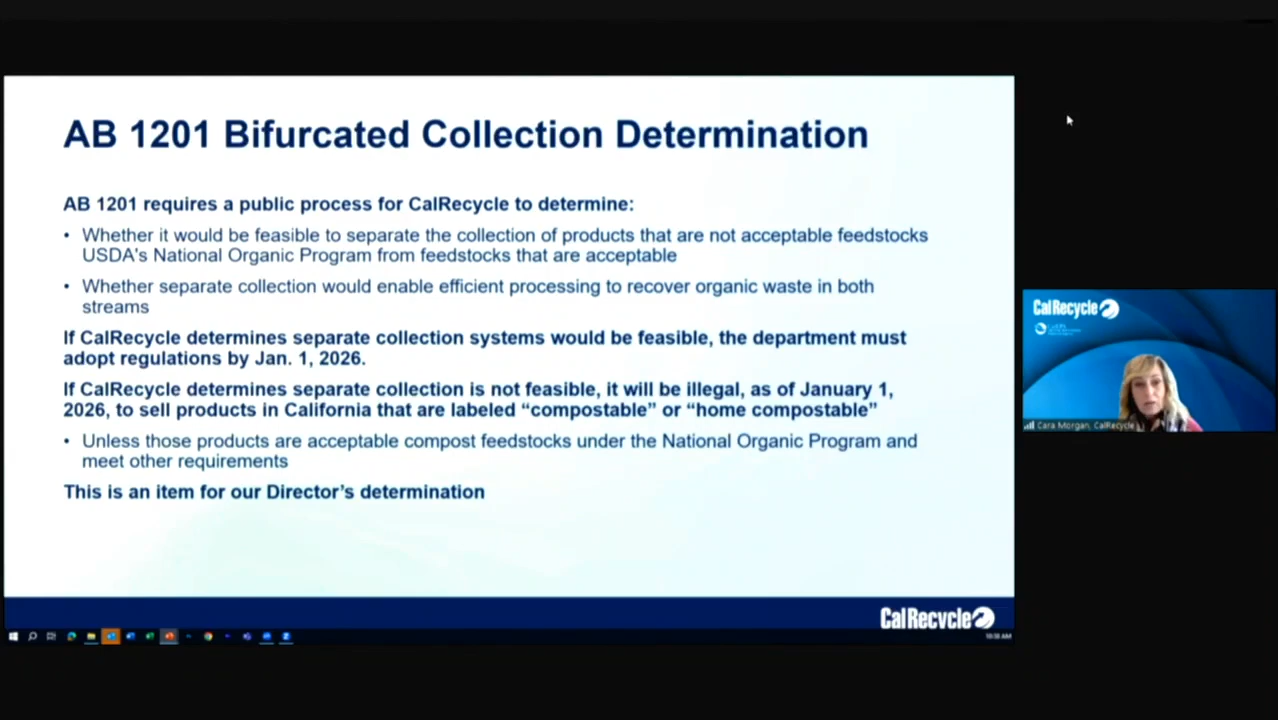 AB 1201 Bifurcated Collection Determination
AB 1201 requires a public process for CalRecycle to determine:
• Whether it would be feasible to separate the collection of products that are not acceptable feedstocks
USDA's National Organic Program from feedstocks that are acceptable
• Whether separate collection would enable efficient processing to recover organic waste in both
streams
If CalRecycle determines separate collection systems would be feasible, the department must
adopt regulations by Jan. 1, 2026.
If CalRecycle determines separate collection is not feasible, it will be illegal, as of January 1,
2026, to sell products in California that are labeled “compostable” or “home compostable”
• Unless those products are acceptable compost feedstocks under the National Organic Program and
meet other requirements
This is an item for our Director’s determination
CalRecycle
CalRecycle
Cara Morgan, CalRecycle